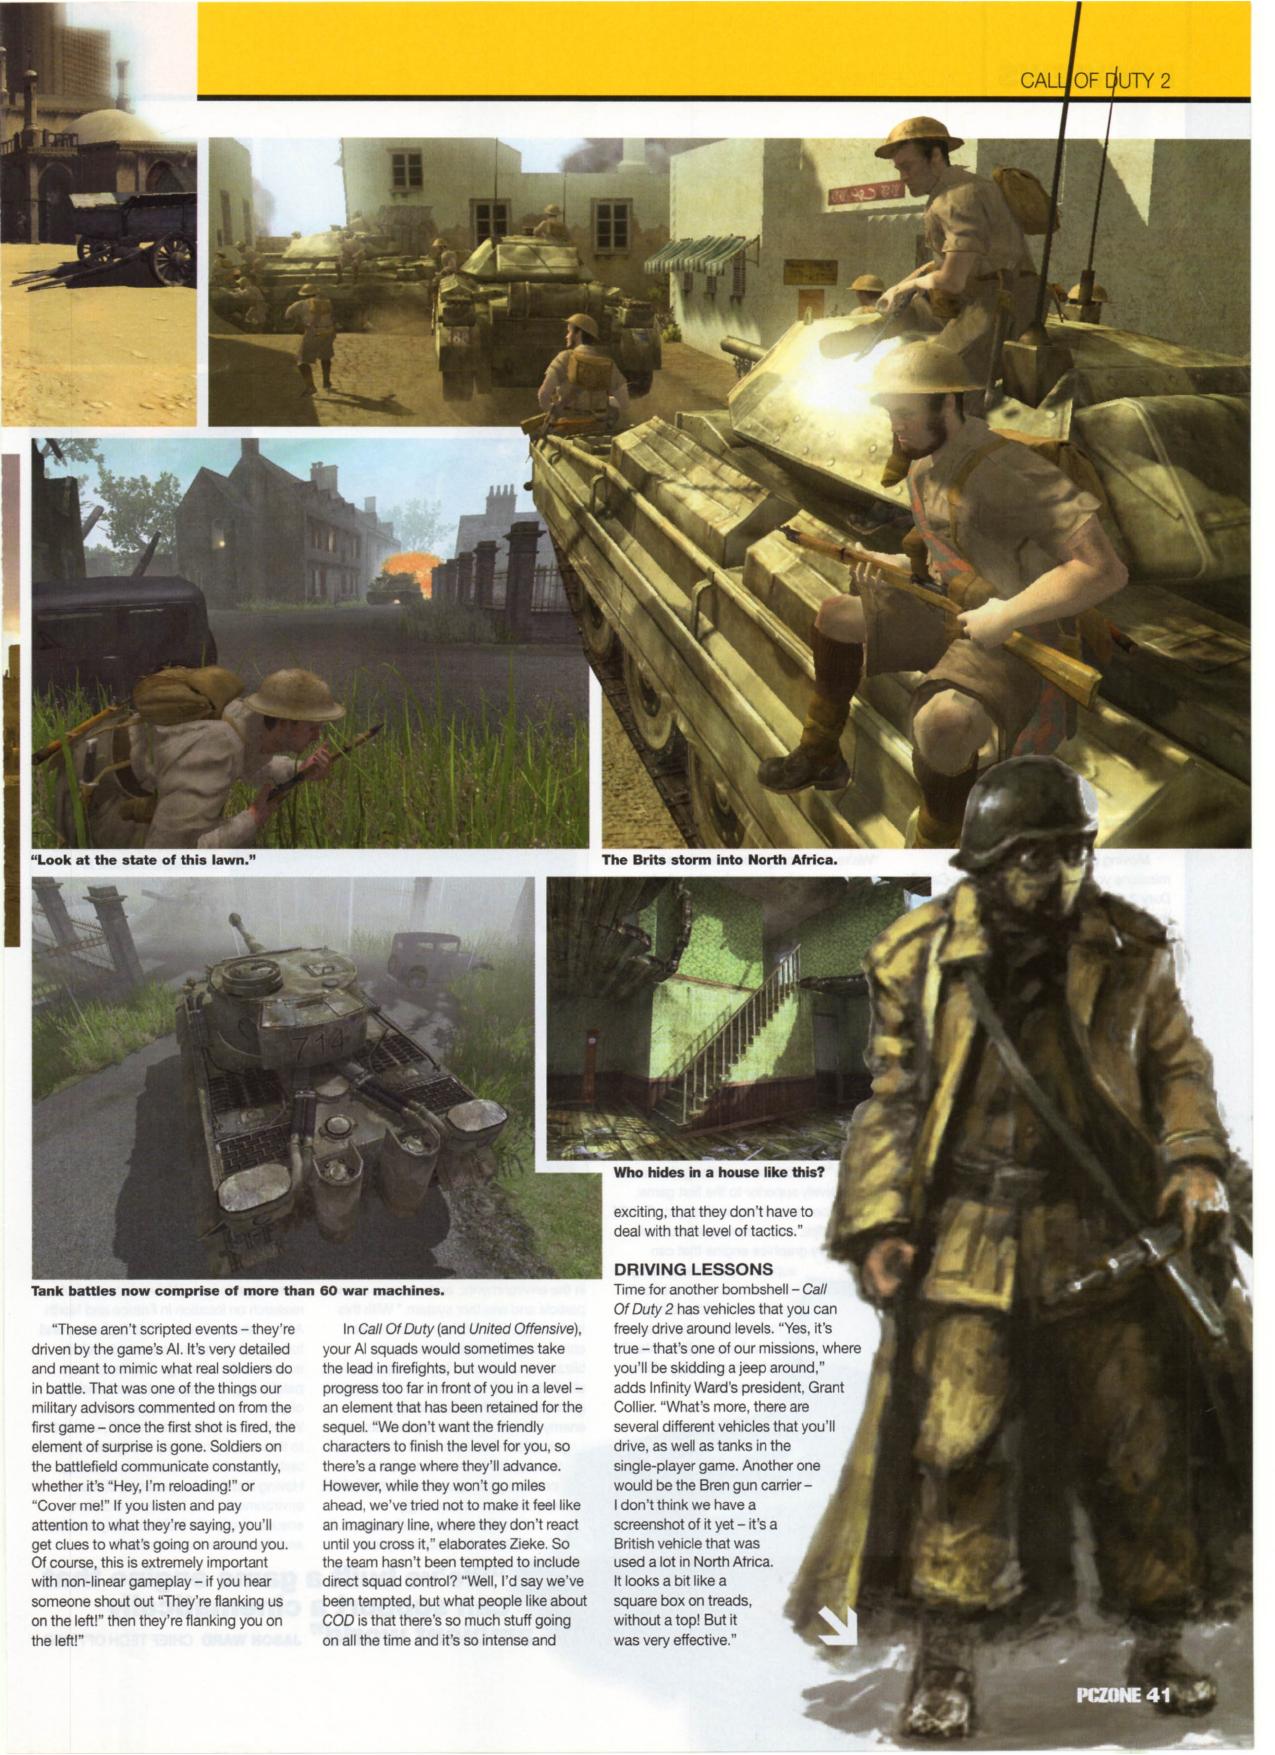 CALL OF DUTY 2
"Look at the state of this lawn."
The Brits storm into North Africa.
714
Who hides in a house like this?
Tank battles now comprise of more than 60 war machines.
"These aren't scripted events – they're
driven by the game's AI. It's very detailed
and meant to mimic what real soldiers do
in battle. That was one of the things our
military advisors commented on from the
first game – once the first shot is fired, the
element of surprise is gone. Soldiers on
the battlefield communicate constantly,
whether it's "Hey, I'm reloading!" or
"Cover me!" If you listen and pay
attention to what they're saying, you'll
get clues to what's going on around you.
Of course, this is extremely important
with non-linear gameplay – if you hear
someone shout out "They're flanking us
on the left!" then they're flanking you on
the left!"
In Call Of Duty (and United Offensive),
your AI squads would sometimes take
the lead in firefights, but would never
progress too far in front of you in a level –
an element that has been retained for the
sequel. "We don't want the friendly
characters to finish the level for you, so
there's a range where they'll advance.
However, while they won't go miles
ahead, we've tried not to make it feel like
an imaginary line, where they don't react
until you cross it," elaborates Zieke. So
the team hasn't been tempted to include
direct squad control? "Well, I'd say we've
been tempted, but what people like about
COD is that there's so much stuff going
on all the time and it's so intense and
exciting, that they don't have to
deal with that level of tactics."
DRIVING LESSONS
Time for another bombshell – Call
Of Duty 2 has vehicles that you can
freely drive around levels. "Yes, it's
true – that's one of our missions, where
you'll be skidding a jeep around,"
adds Infinity Ward's president, Grant
Collier. "What's more, there are
several different vehicles that you'll
drive, as well as tanks in the
single-player game. Another one
would be the Bren gun carrier –
I don't think we have a
screenshot of it yet – it's a
British vehicle that was
used a lot in North Africa.
It looks a bit like a
square box on treads,
without a top! But it
was very effective."
PCZONE 41